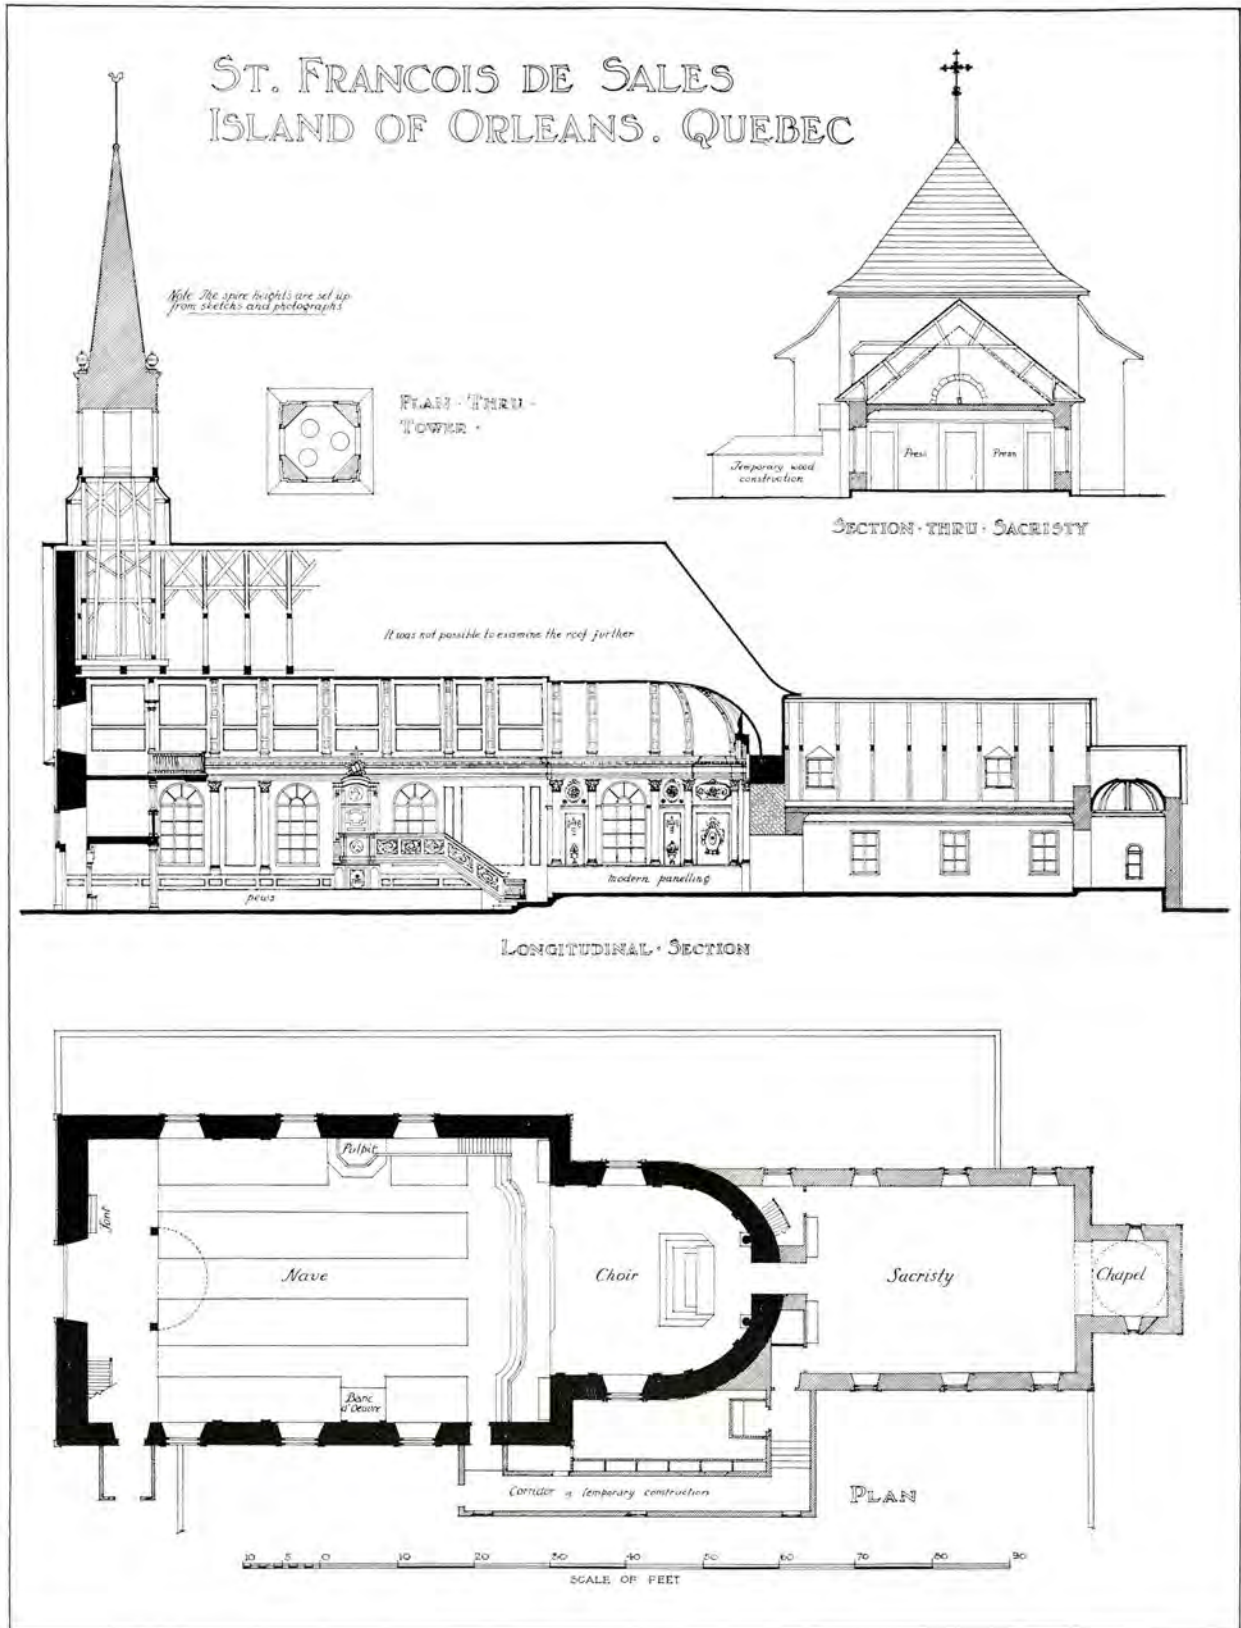 ST. FRANCOIS DE SALES
ISLAND OF ORLEANS. QUEBEC
Note The spire heights are set up
from sketchs and photographs
PLAN · THRU ·
TOWER ·
Temporary wood
construction
Press
Press
SECTION · THRU · SACRISTY
It was not possible to examine the roof further
pews
modern panelling
LONGITUDINAL · SECTION
Pulpit
Font
Nave
Choir
Sacristy
Chapel
Banc
d'Oeuvre
Corridor of temporary construction
PLAN
10 5 0 10 20 30 40 50 60 70 80 90
SCALE OF FEET